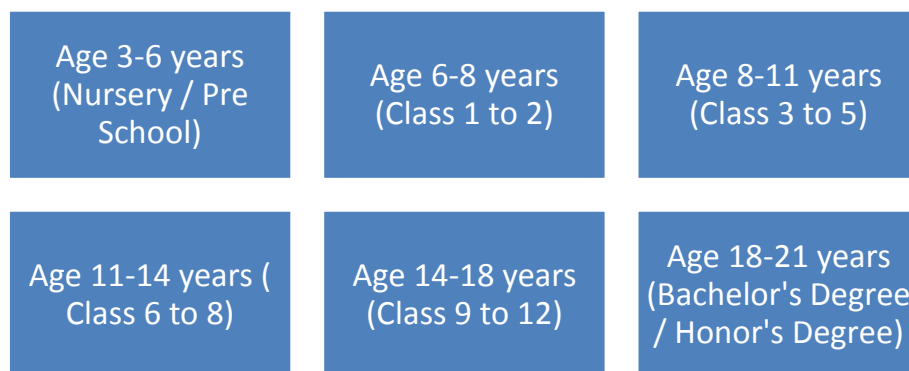 Age 3-6 years
(Nursery / Pre
School)
Age 6-8 years
(Class 1 to 2)
Age 8-11 years
(Class 3 to 5)
Age 11-14 years (
Class 6 to 8)
Age 14-18 years
(Class 9 to 12)
Age 18-21 years
(Bachelor's Degree
/ Honor's Degree)